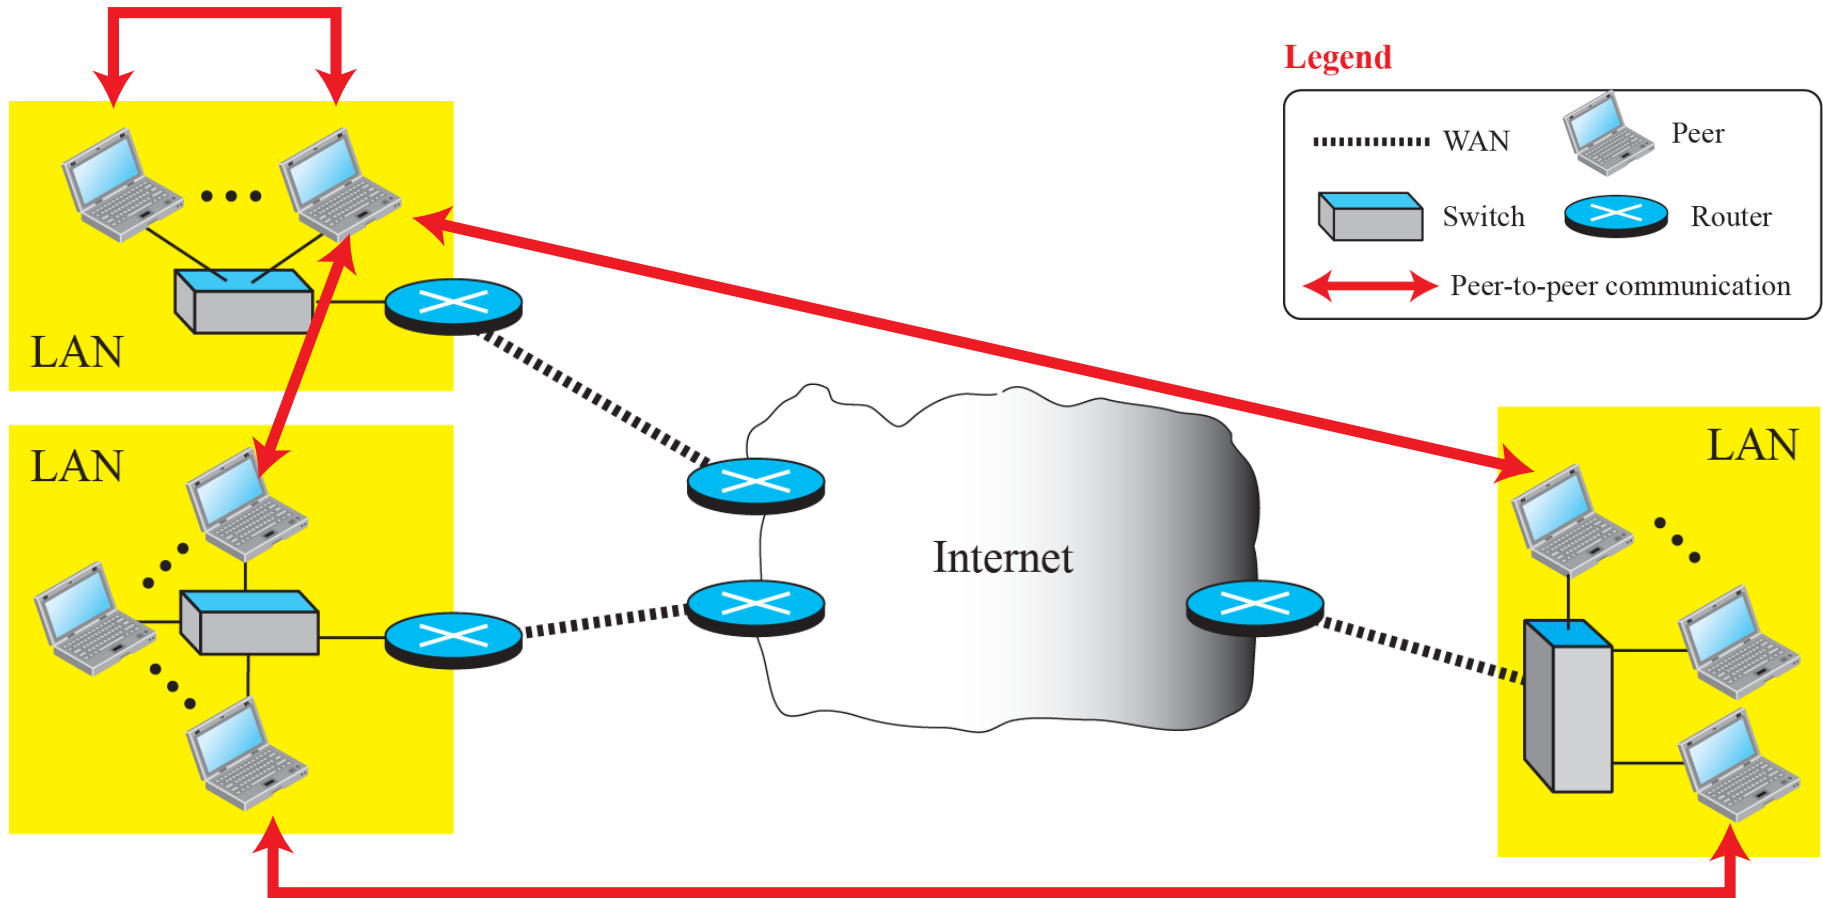 Legend
WAN
Peer
Switch
Router
Peer-to-peer communication
LAN
LAN
LAN
Internet